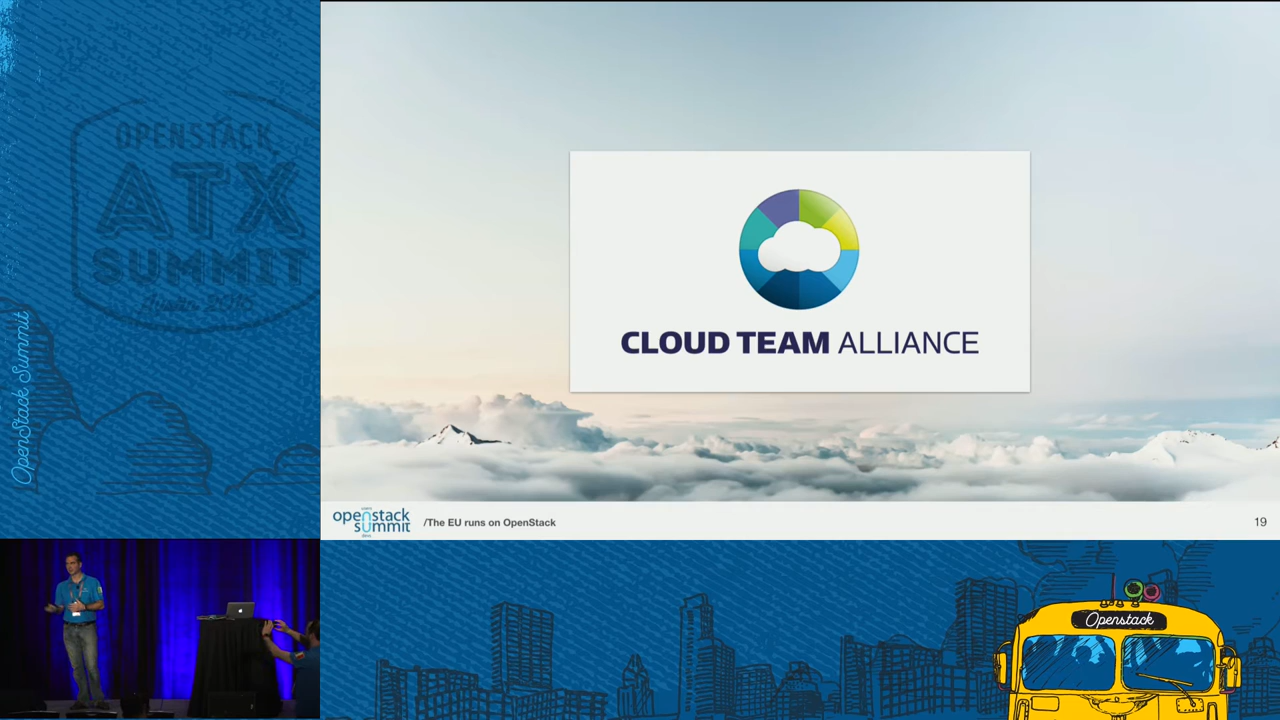 OPENSTACK
ATX
SUMMIT
Austin 2016
OpenStack Summit
CLOUD TEAM ALLIANCE
openstack
summit
/The EU runs on OpenStack
19
Openstack